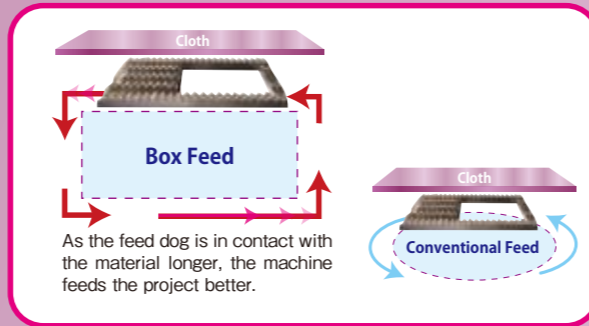 Cloth
Box Feed
As the feed dog is in contact with
the material longer, the machine
feeds the project better.
Cloth
Conventional Feed